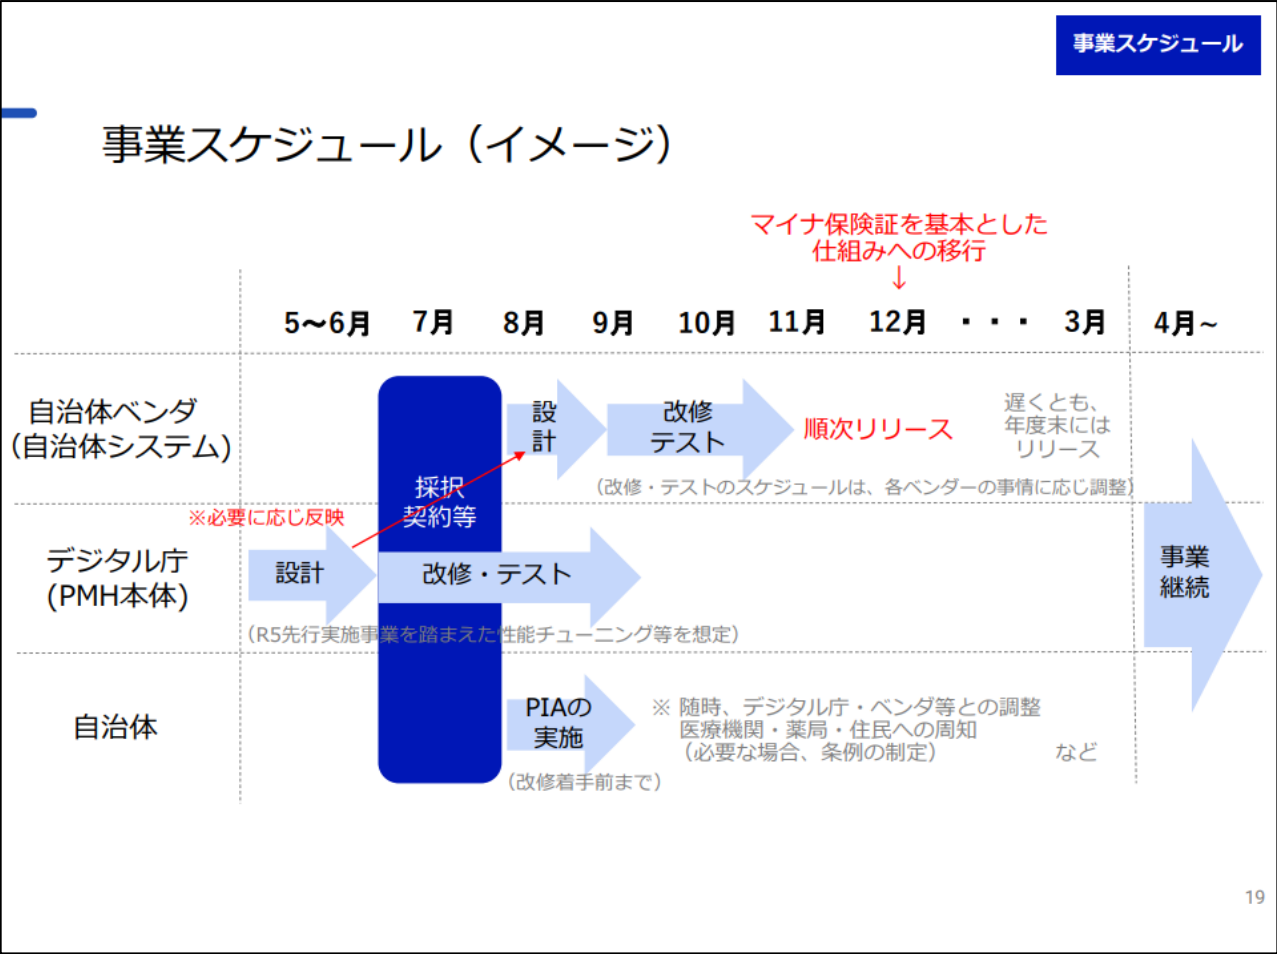 事業スケジュール
事業スケジュール（イメージ）
マイナ保険証を基本とした
仕組みへの移行
↓
5～6月 7月 8月 9月 10月 11月 12月 ・・・ 3月 4月~
自治体ベンダ
(自治体システム)
採択
契約等
設
計
改修
テスト
順次リリース
遅くとも、
年度末には
リリース
（改修・テストのスケジュールは、各ベンダーの事情に応じ調整）
※必要に応じ反映
デジタル庁
(PMH本体)
設計
改修・テスト
（R5先行実施事業を踏まえた性能チューニング等を想定）
事業
継続
自治体
PIAの
実施
（改修着手前まで）
※ 随時、デジタル庁・ベンダ等との調整
医療機関・薬局・住民への周知
（必要な場合、条例の制定） など
19